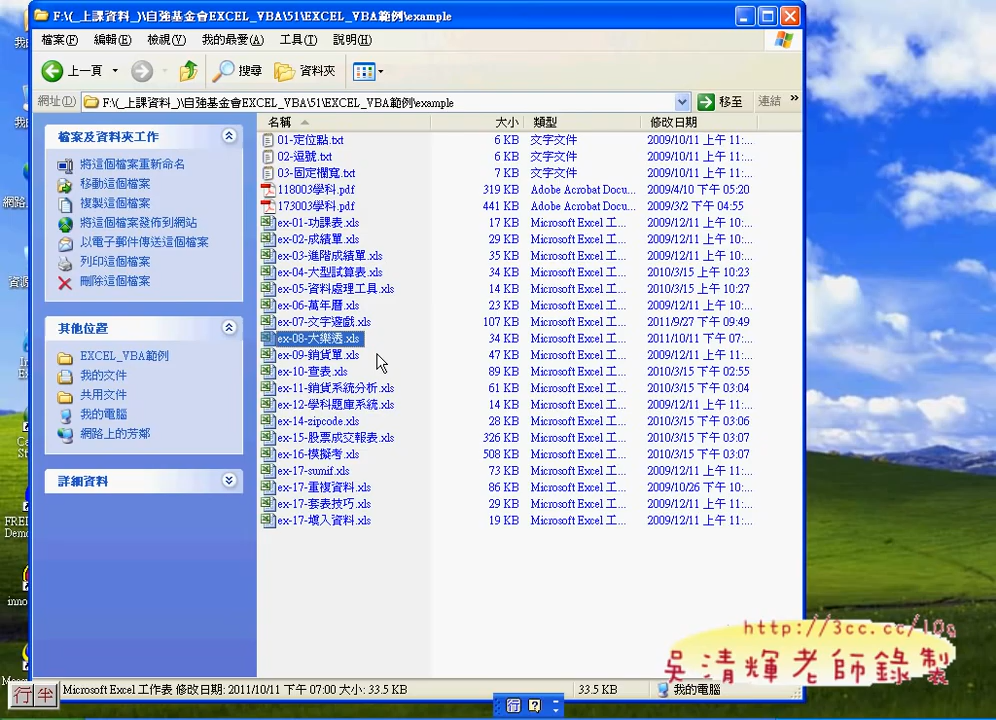 F:\(_上課資料_)\自強基金會EXCEL_VBA\51\EXCEL_VBA範例\example
檔案(F) 編輯(E) 檢視(V) 我的最愛(A) 工具(T) 說明(H)
上一頁 搜尋 資料夾
網址(D) F:\(_上課資料_)\自強基金會EXCEL_VBA\51\EXCEL_VBA範例\example 移至 連結 »
檔案及資料夾工作
將這個檔案重新命名
移動這個檔案
複製這個檔案
將這個檔案發佈到網站
以電子郵件傳送這個檔案
列印這個檔案
刪除這個檔案
其他位置
EXCEL_VBA範例
我的文件
共用文件
我的電腦
網路上的芳鄰
詳細資料
名稱 大小 類型 修改日期
01-定位點.txt 6 KB 文字文件 2009/10/11 上午 11:...
02-逗號.txt 6 KB 文字文件 2009/10/11 上午 11:...
03-固定欄寬.txt 7 KB 文字文件 2009/10/11 上午 11:...
118003學科.pdf 319 KB Adobe Acrobat Docu... 2009/4/10 下午 05:20
173003學科.pdf 441 KB Adobe Acrobat Docu... 2009/3/2 下午 04:55
ex-01-功課表.xls 17 KB Microsoft Excel 工... 2009/12/11 上午 10:...
ex-02-成績單.xls 29 KB Microsoft Excel 工... 2009/12/11 上午 10:...
ex-03-進階成績單.xls 35 KB Microsoft Excel 工... 2009/12/11 上午 10:...
ex-04-大型試算表.xls 34 KB Microsoft Excel 工... 2010/3/15 上午 10:23
ex-05-資料處理工具.xls 14 KB Microsoft Excel 工... 2010/3/15 上午 10:27
ex-06-萬年曆.xls 23 KB Microsoft Excel 工... 2009/12/11 上午 10:...
ex-07-文字遊戲.xls 107 KB Microsoft Excel 工... 2011/9/27 下午 09:49
ex-08-大樂透.xls 34 KB Microsoft Excel 工... 2011/10/11 下午 07:...
ex-09-銷貨單.xls 47 KB Microsoft Excel 工... 2009/12/11 上午 11:...
ex-10-查表.xls 89 KB Microsoft Excel 工... 2010/3/15 下午 02:55
ex-11-銷貨系統分析.xls 61 KB Microsoft Excel 工... 2010/3/15 下午 03:04
ex-12-學科題庫系統.xls 14 KB Microsoft Excel 工... 2009/12/11 上午 11:...
ex-14-zipcode.xls 28 KB Microsoft Excel 工... 2010/3/15 下午 03:06
ex-15-股票成交報表.xls 326 KB Microsoft Excel 工... 2010/3/15 下午 03:07
ex-16-模擬考.xls 508 KB Microsoft Excel 工... 2010/3/15 下午 03:07
ex-17-sumif.xls 73 KB Microsoft Excel 工... 2009/12/11 上午 11:...
ex-17-重複資料.xls 86 KB Microsoft Excel 工... 2009/10/26 下午 10:...
ex-17-套表技巧.xls 29 KB Microsoft Excel 工... 2009/12/11 上午 11:...
ex-17-填入資料.xls 19 KB Microsoft Excel 工... 2009/12/11 上午 11:...
http://3cc.cc/10q
吳清輝老師錄製
Microsoft Excel 工作表 修改日期: 2011/10/11 下午 07:00 大小: 33.5 KB 33.5 KB 我的電腦
行 半
行